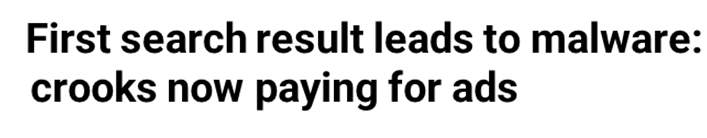 First search result leads to malware:
crooks now paying for ads